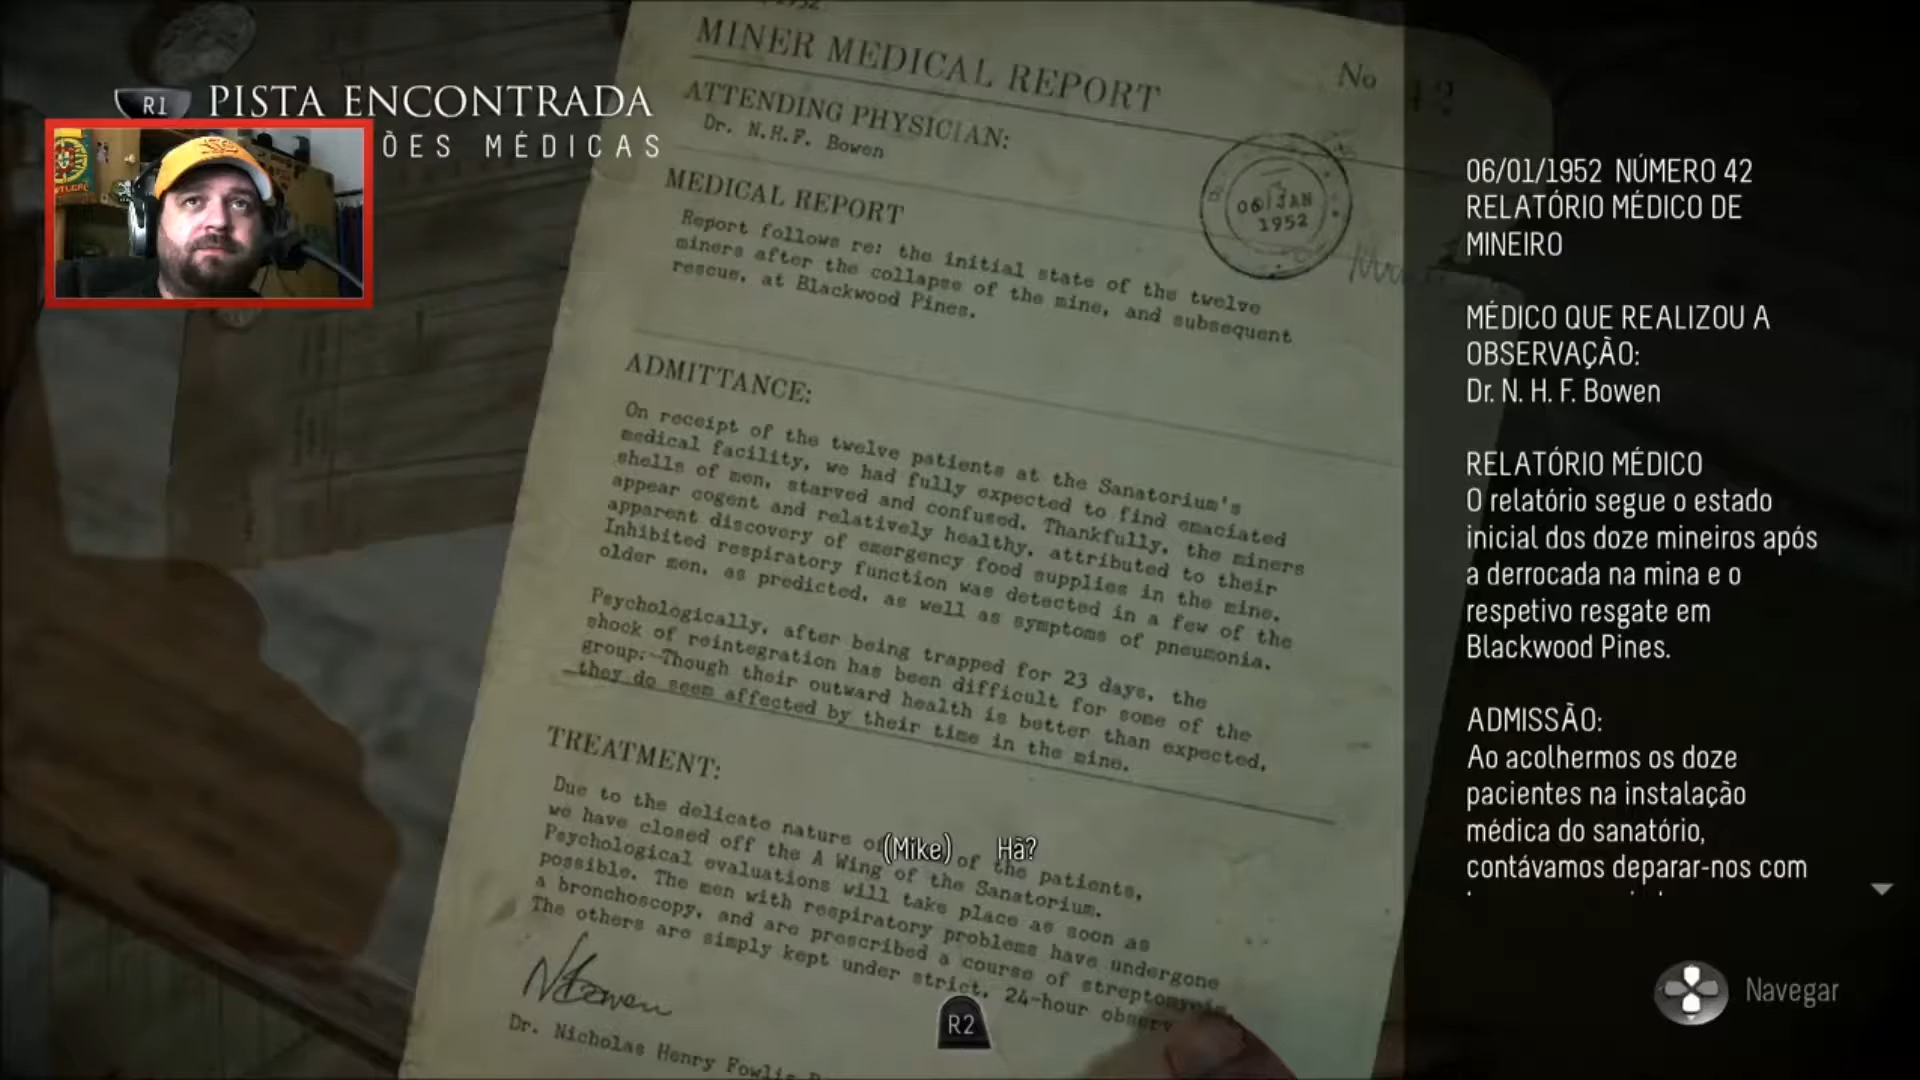 R1 PISTA ENCONTRADA
ÕES MÉDICAS
MINER MEDICAL REPORT
No 42
ATTENDING PHYSICIAN:
Dr. N.H.F. Bowen
06 JAN
1952
MEDICAL REPORT
Report follows re: the initial state of the twelve
miners after the collapse of the mine, and subsequent
rescue, at Blackwood Pines.
ADMITTANCE:
On receipt of the twelve patients at the Sanatorium's
medical facility, we had fully expected to find emaciated
shells of men, starved and confused. Thankfully, the miners
appear cogent and relatively healthy, attributed to their
apparent discovery of emergency food supplies in the mine.
Inhibited respiratory function was detected in a few of the
older men, as predicted, as well as symptoms of pneumonia.
Psychologically, after being trapped for 23 days, the
shock of reintegration has been difficult for some of the
group. Though their outward health is better than expected,
they do seem affected by their time in the mine.
TREATMENT:
Due to the delicate nature of of the patients,
we have closed off the A Wing of the Sanatorium.
Psychological evaluations will take place as soon as
possible. The men with respiratory problems have undergone
a bronchoscopy, and are prescribed a course of streptomycin.
The others are simply kept under strict, 24-hour observ
NBowen
Dr. Nicholas Henry Fowlis
(Mike) Hã?
R2
06/01/1952 NÚMERO 42
RELATÓRIO MÉDICO DE
MINEIRO
MÉDICO QUE REALIZOU A
OBSERVAÇÃO:
Dr. N. H. F. Bowen
RELATÓRIO MÉDICO
O relatório segue o estado
inicial dos doze mineiros após
a derrocada na mina e o
respetivo resgate em
Blackwood Pines.
ADMISSÃO:
Ao acolhermos os doze
pacientes na instalação
médica do sanatório,
contávamos deparar-nos com
Navegar